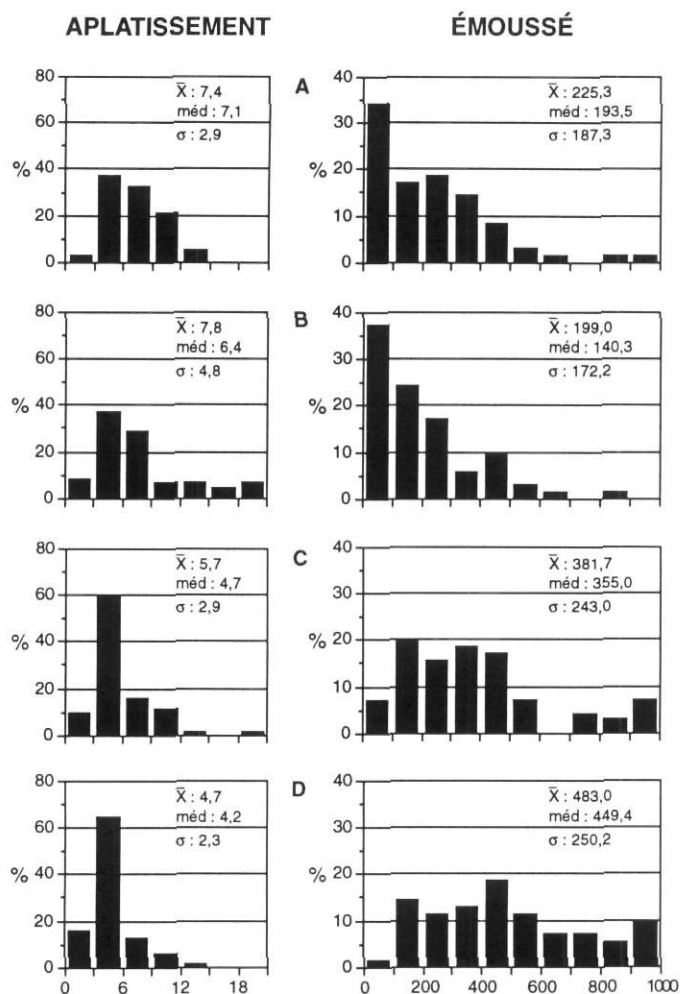 APLATISSEMENT
ÉMOUSSÉ
A
80
60
%
40
20
0
X̄ : 7,4
méd : 7,1
σ : 2,9
40
30
%
20
10
0
X̄ : 225,3
méd : 193,5
σ : 187,3
B
80
60
40
%
20
0
X̄ : 7,8
méd : 6,4
σ : 4,8
40
30
%
20
10
0
X̄ : 199,0
méd : 140,3
σ : 172,2
C
80
60
%
40
20
0
X̄ : 5,7
méd : 4,7
σ : 2,9
40
30
%
20
10
0
X̄ : 381,7
méd : 355,0
σ : 243,0
D
80
60
%
40
20
0
X̄ : 4,7
méd : 4,2
σ : 2,3
40
30
%
20
10
0
X̄ : 483,0
méd : 449,4
σ : 250,2
0 6 12 18
0 200 400 600 800 1000